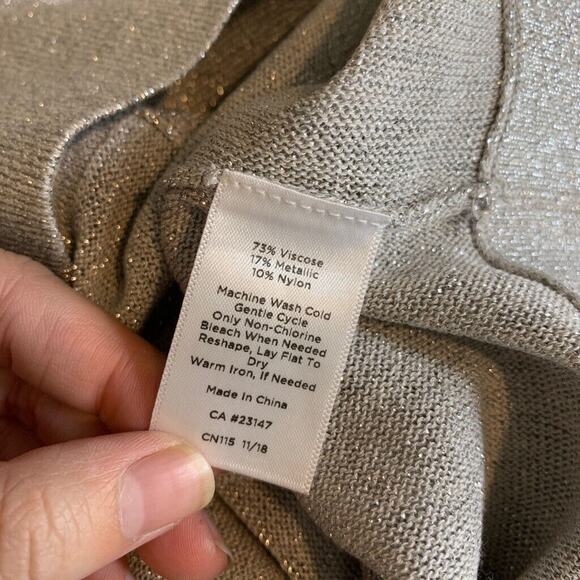 73% Viscose
17% Metallic
10% Nylon
Machine Wash Cold
Gentle Cycle
Only Non-Chlorine
Bleach When Needed
Reshape, Lay Flat To
Dry
Warm Iron, If Needed
Made In China
CA #23147
CN115 11/18